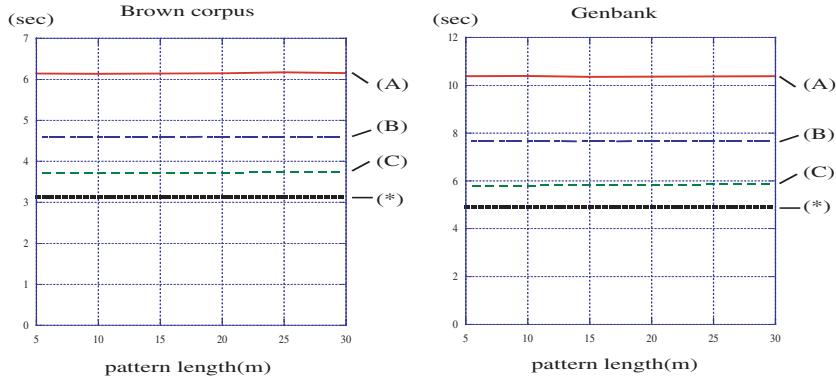 Brown corpus
(sec)
7
6
5
4
3
2
1
0
5 10 15 20 25 30
pattern length(m)
(A)
(B)
(C)
(*)
Genbank
(sec)
12
10
8
6
4
2
0
5 10 15 20 25 30
pattern length(m)
(A)
(B)
(C)
(*)